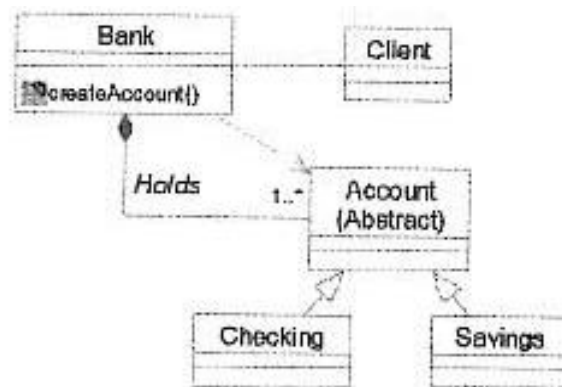 Bank
Client
createAccount()
Holds
1..*
Account
(Abstract)
Checking
Savings